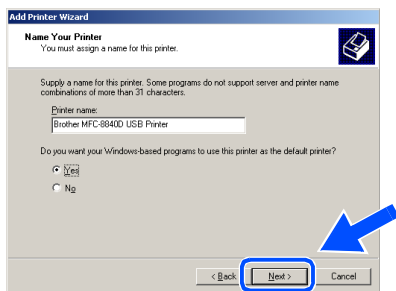 Add Printer Wizard
Name Your Printer
You must assign a name for this printer.
Supply a name for this printer. Some programs do not support server and printer name
combinations of more than 31 characters.
Printer name:
Brother MFC-8840D USB Printer
Do you want your Windows-based programs to use this printer as the default printer?
Yes
No
< Back Next > Cancel